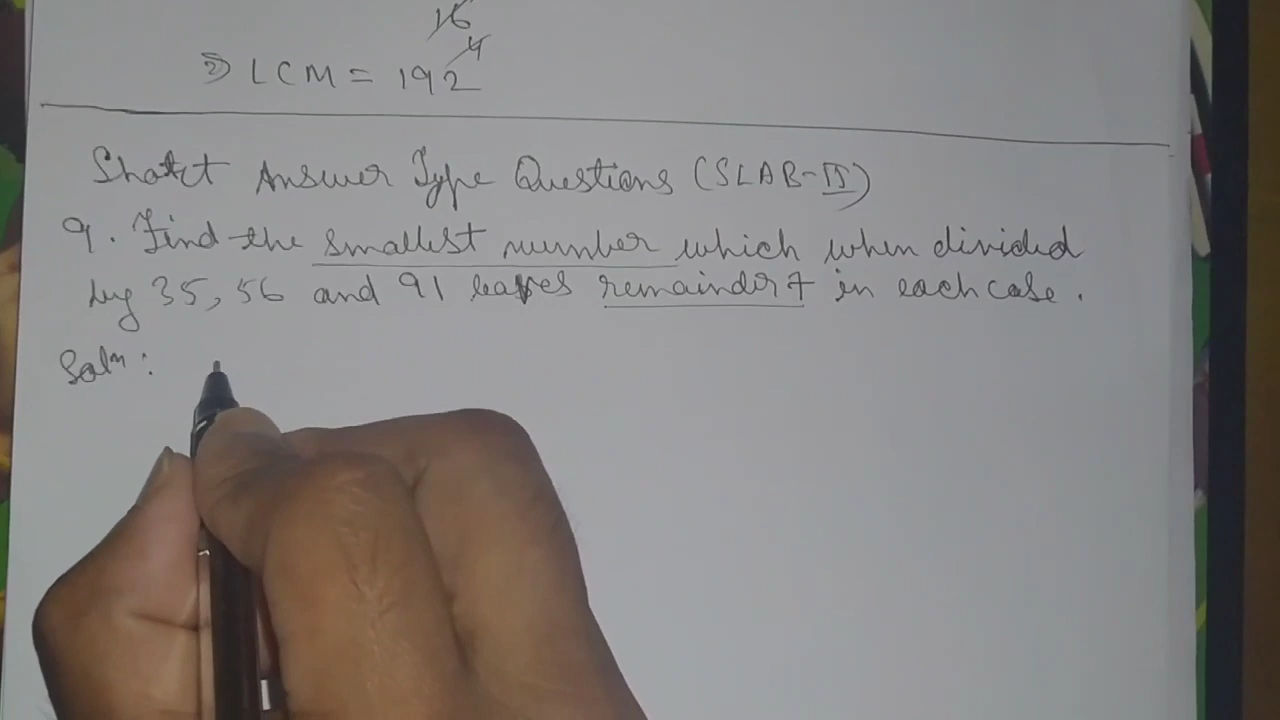 16
4
⇒ LCM = 192
Short Answer Type Questions (SLAB-II)
9. Find the smallest number which when divided
by 35, 56 and 91 leaves remainder 7 in each case.
Solⁿ: